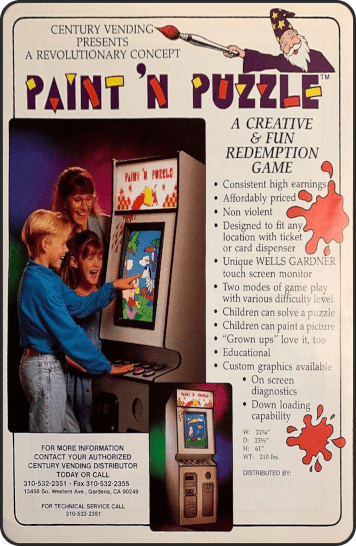 CENTURY VENDING
PRESENTS
A REVOLUTIONARY CONCEPT
PAINT 'N PUZZLE™
A CREATIVE
& FUN
REDEMPTION
GAME
• Consistent high earnings
• Affordably priced
• Non violent
• Designed to fit any
location with ticket
or card dispenser
• Unique WELLS GARDNER
touch screen monitor
• Two modes of game play
with various difficulty level.
• Children can solve a puzzle
• Children can paint a picture
• "Grown ups" love it, too
• Educational
• Custom graphics available
• On screen
diagnostics
• Down loading
capability
W: 22¾"
D: 23½"
H: 61"
WT: 210 lbs.
DISTRIBUTED BY:
PAINT 'N PUZZLE
PAINT 'N PUZZLE
FOR MORE INFORMATION
CONTACT YOUR AUTHORIZED
CENTURY VENDING DISTRIBUTOR
TODAY OR CALL
310-532-2351 - Fax 310-532-2355
13458 So. Western Ave., Gardena, CA 90249
FOR TECHNICAL SERVICE CALL
310-532-2351